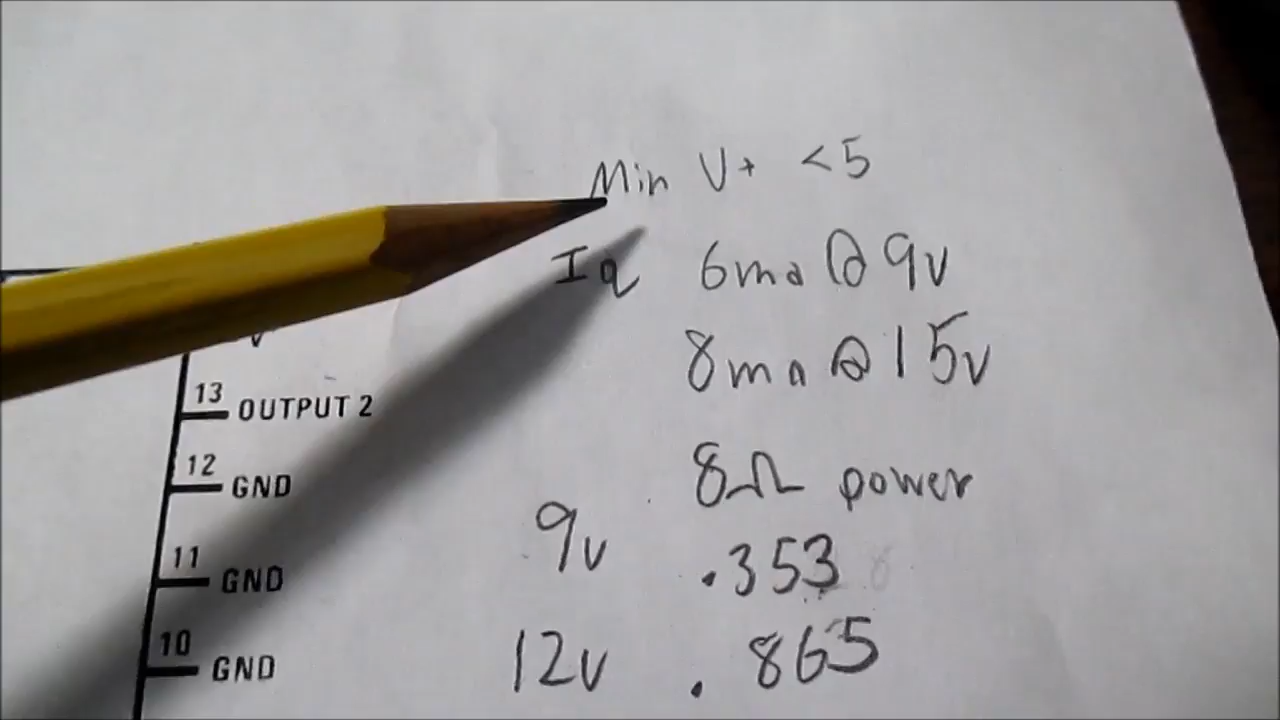 Min V+ <5
Iq 6ma @ 9v
8ma @ 15v
8Ω power
9v .353
12v .865
13 OUTPUT 2
12 GND
11 GND
10 GND